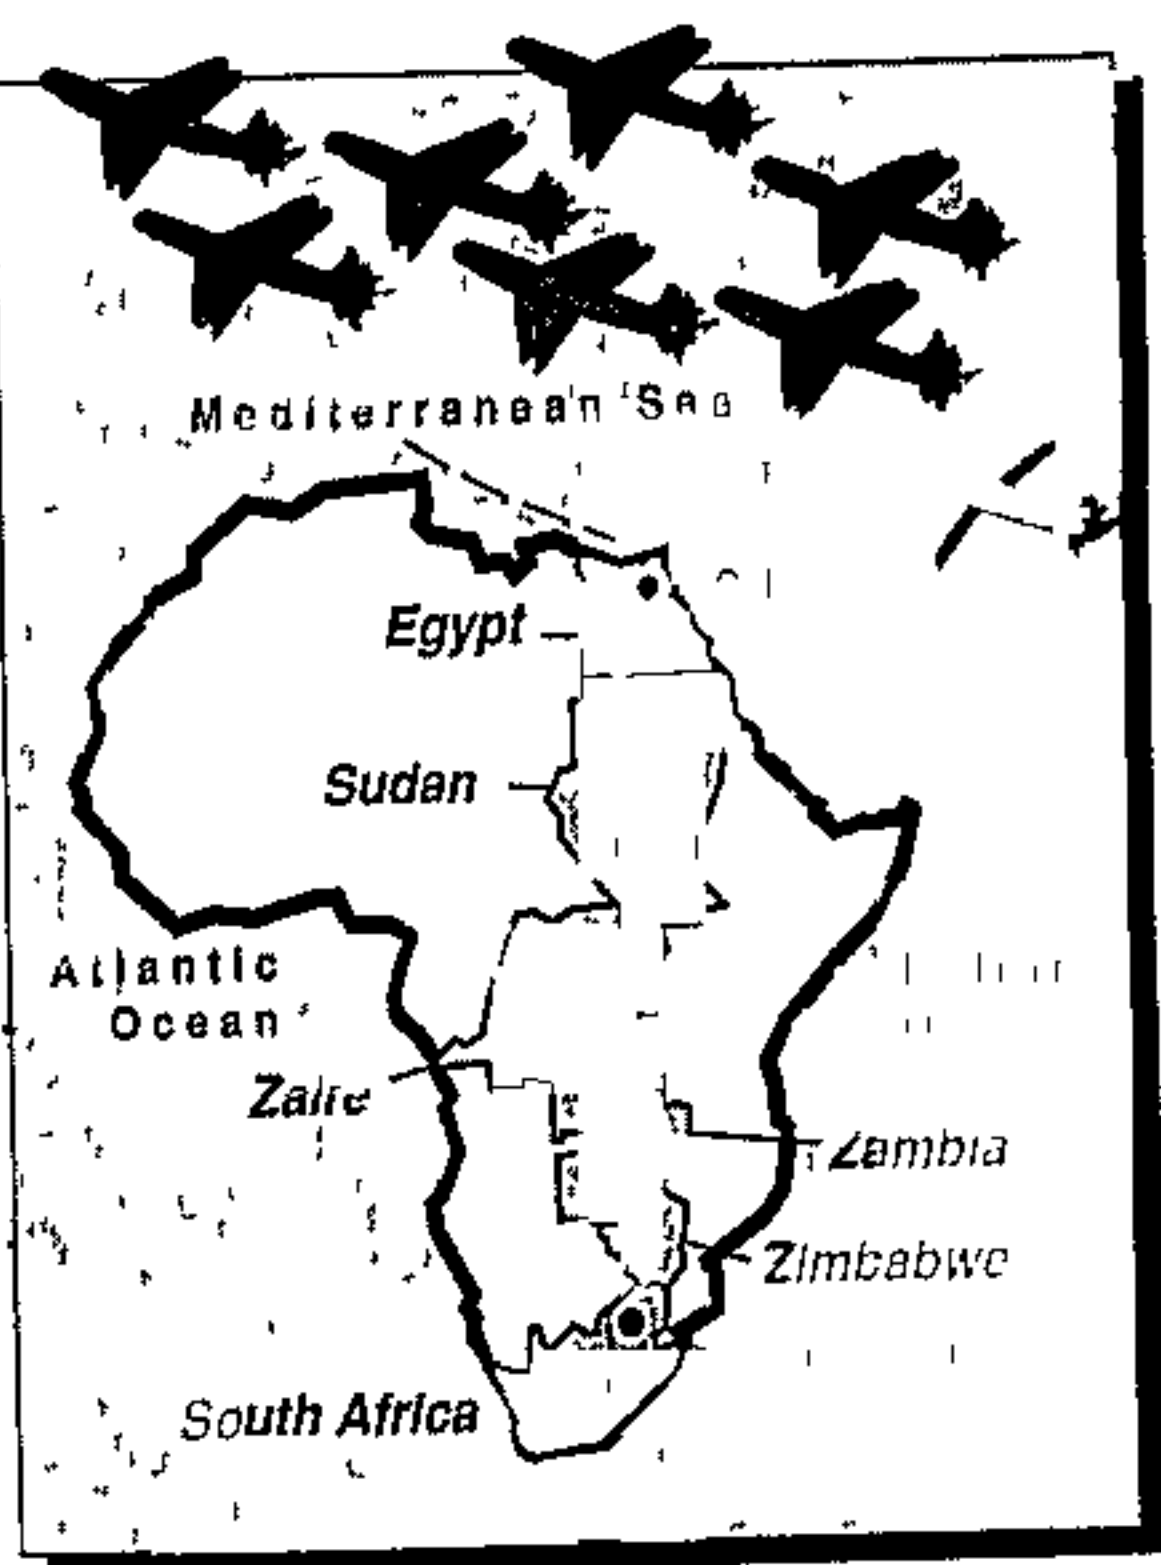 Mediterranean Sea
Egypt
Sudan
Atlantic
Ocean
Zaire
Zambia
Zimbabwe
South Africa